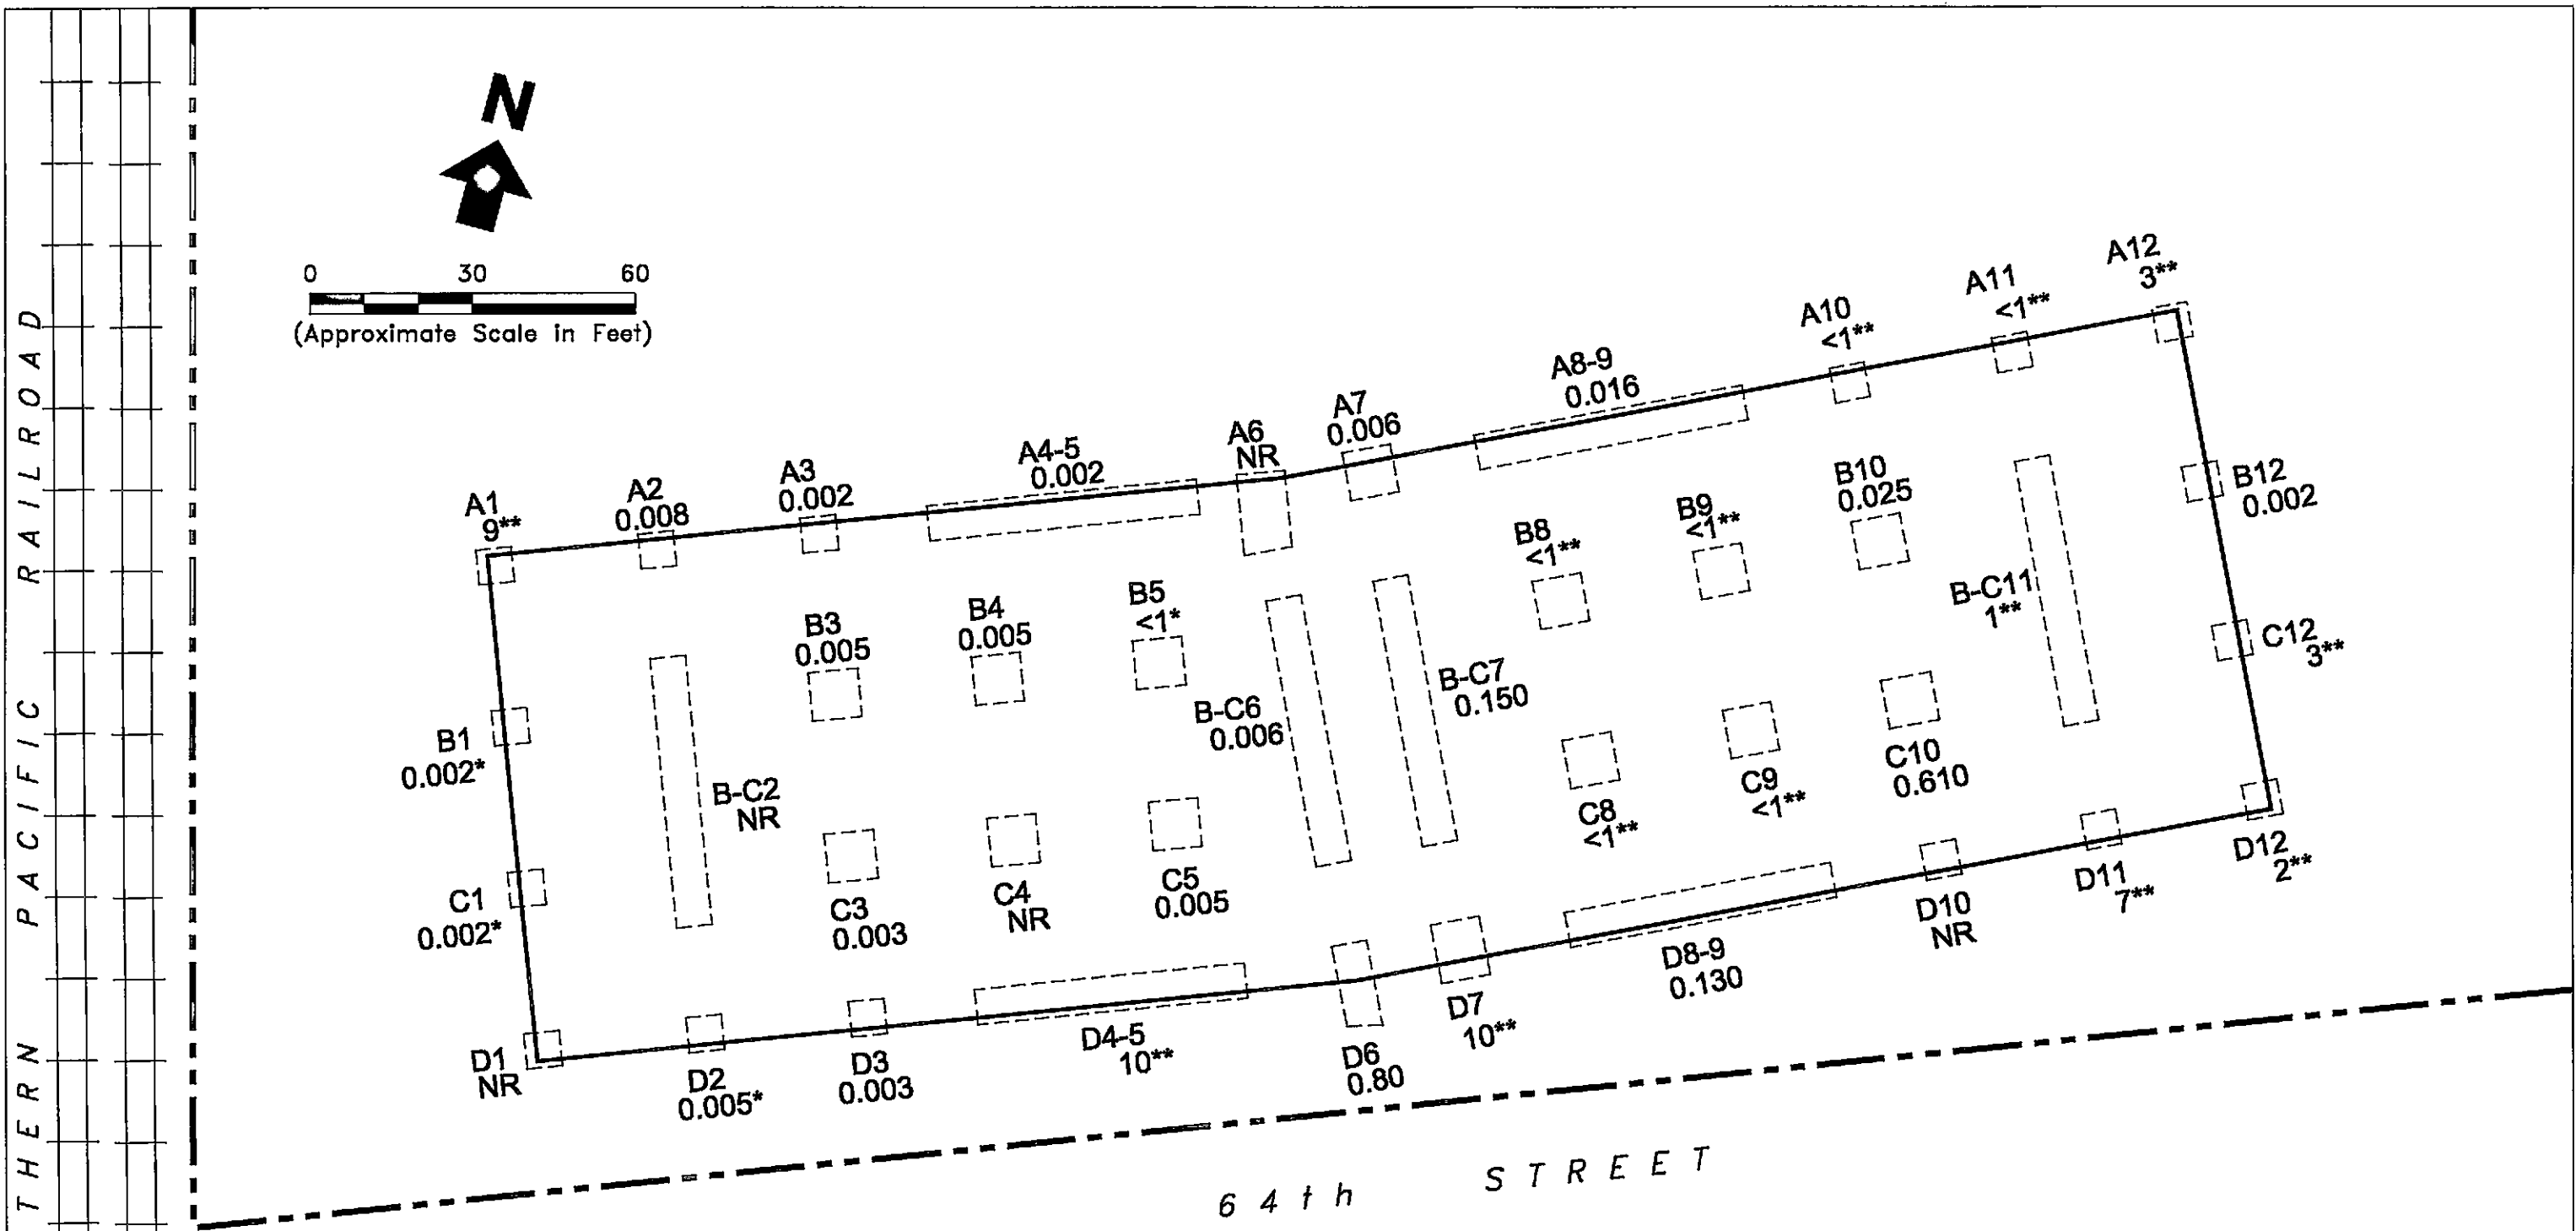 N
0 30 60
(Approximate Scale in Feet)
THERN PACIFIC RAILROAD
A1
9**
A2
0.008
A3
0.002
A4-5
0.002
A6
NR
A7
0.006
A8-9
0.016
A10
<1**
A11
<1**
A12
3**
B1
0.002*
B-C2
NR
B3
0.005
B4
0.005
B5
<1*
B-C6
0.006
B-C7
0.150
B8
<1**
B9
<1**
B10
0.025
B-C11
1**
B12
0.002
C1
0.002*
C3
0.003
C4
NR
C5
0.005
C8
<1**
C9
<1**
C10
0.610
C12
3**
D1
NR
D2
0.005*
D3
0.003
D4-5
10**
D6
0.80
D7
10**
D8-9
0.130
D10
NR
D11
7**
D12
2**
64th STREET